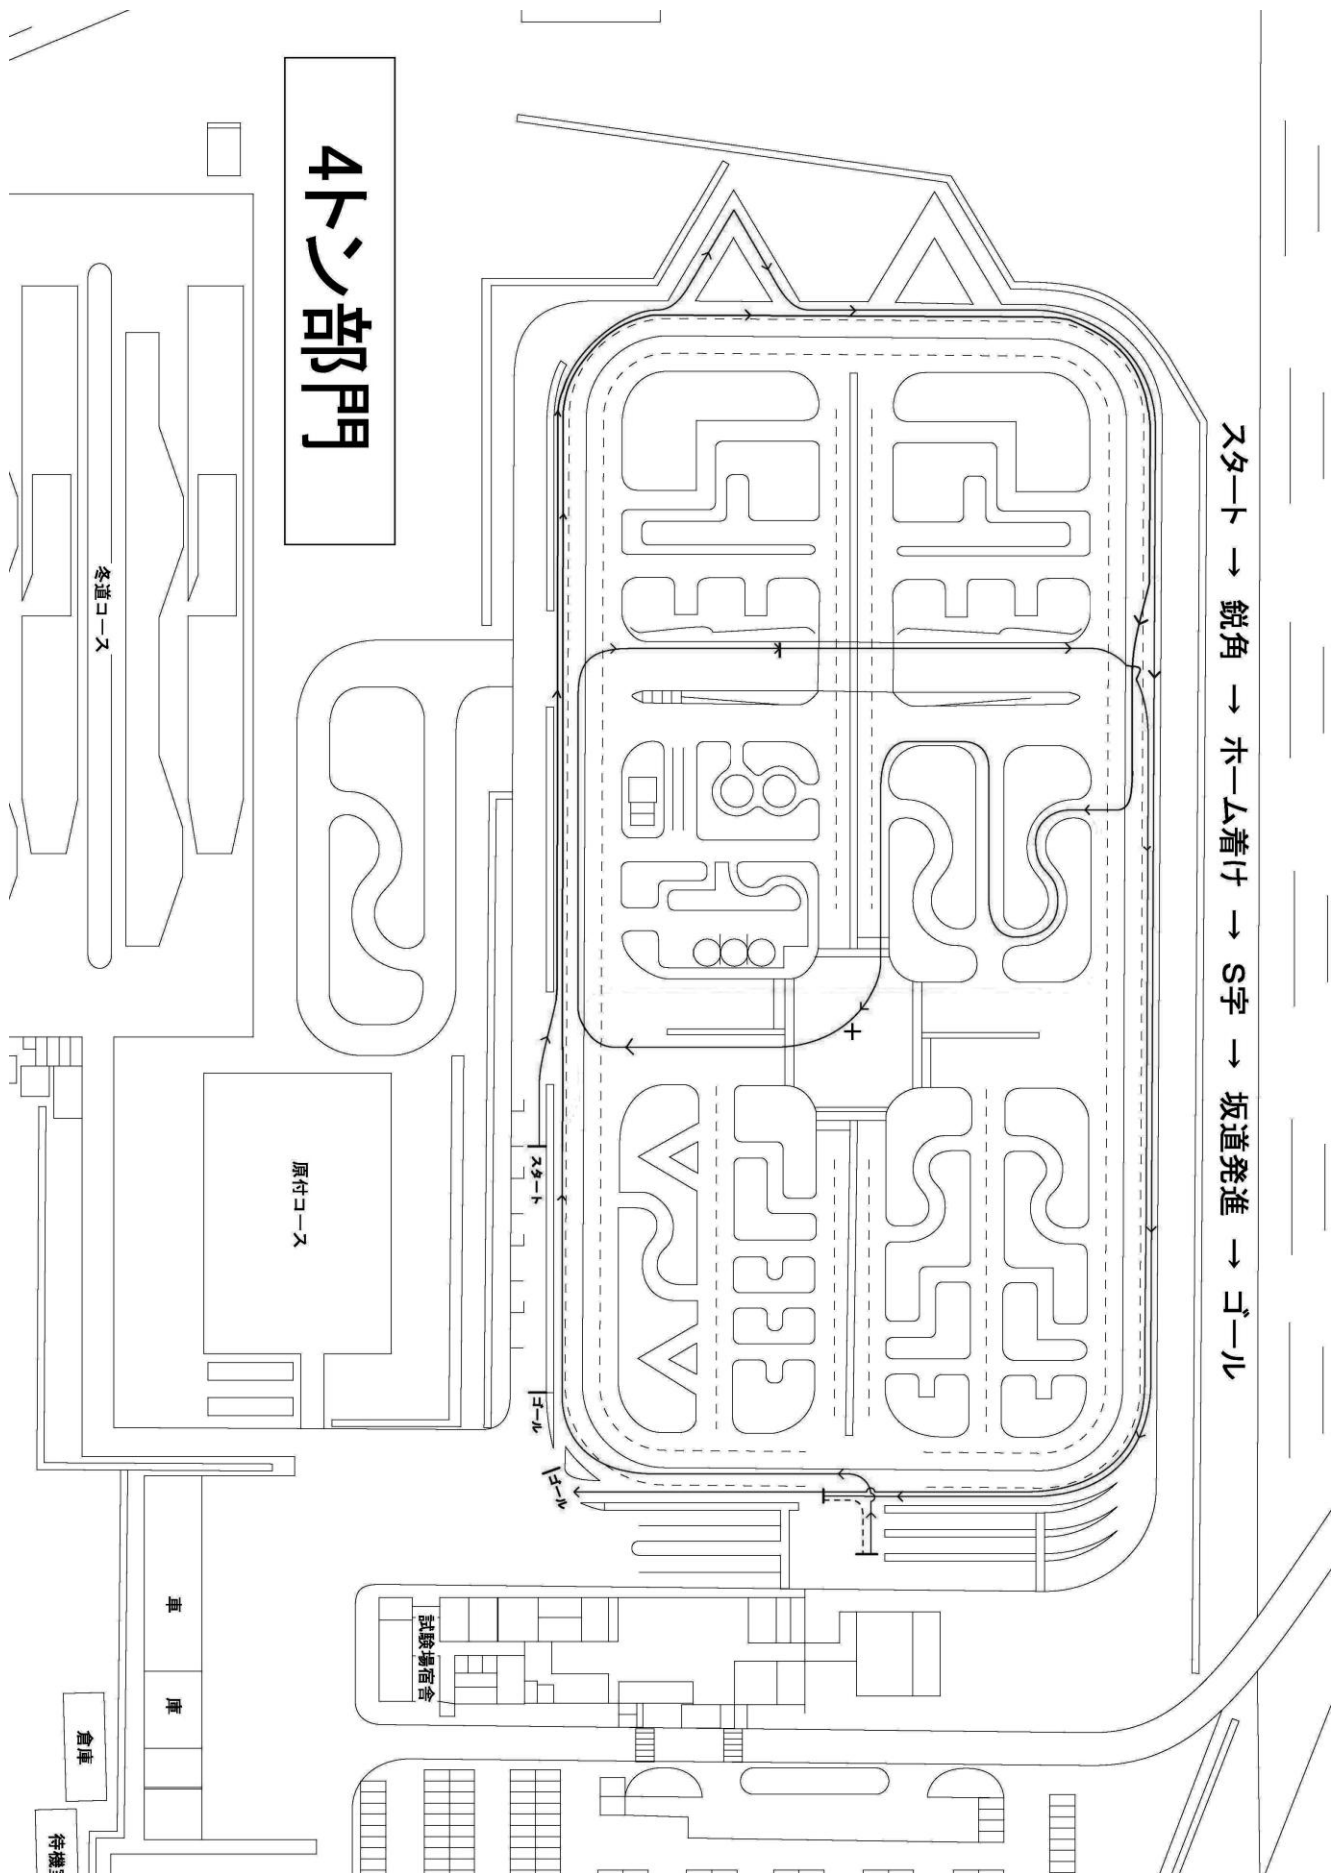 スタート → 鋭角 → ホーム着け → S字 → 坂道発進 → ゴール
4トン部門
冬道コース
原付コース
スタート
ゴール
ゴール
試験場宿舎
車庫
倉庫